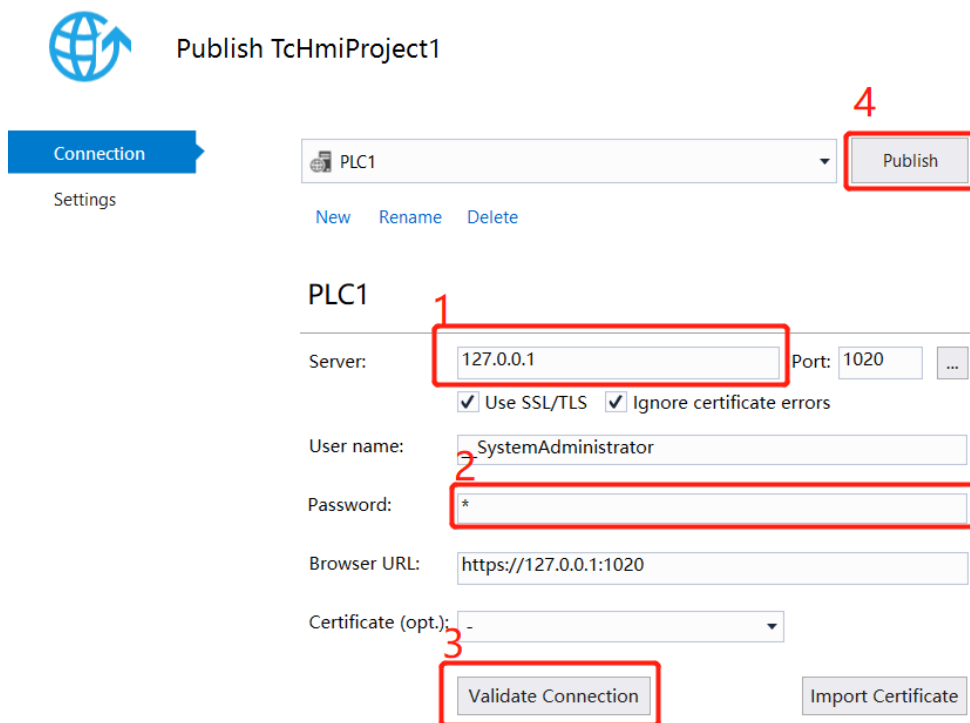 Publish TcHmiProject1
4
Connection
PLC1
Publish
Settings
New Rename Delete
PLC1
1
Server: 127.0.0.1 Port: 1020 ...
Use SSL/TLS Ignore certificate errors
User name: __SystemAdministrator
2
Password: *
Browser URL: https://127.0.0.1:1020
Certificate (opt.): -
3
Validate Connection Import Certificate